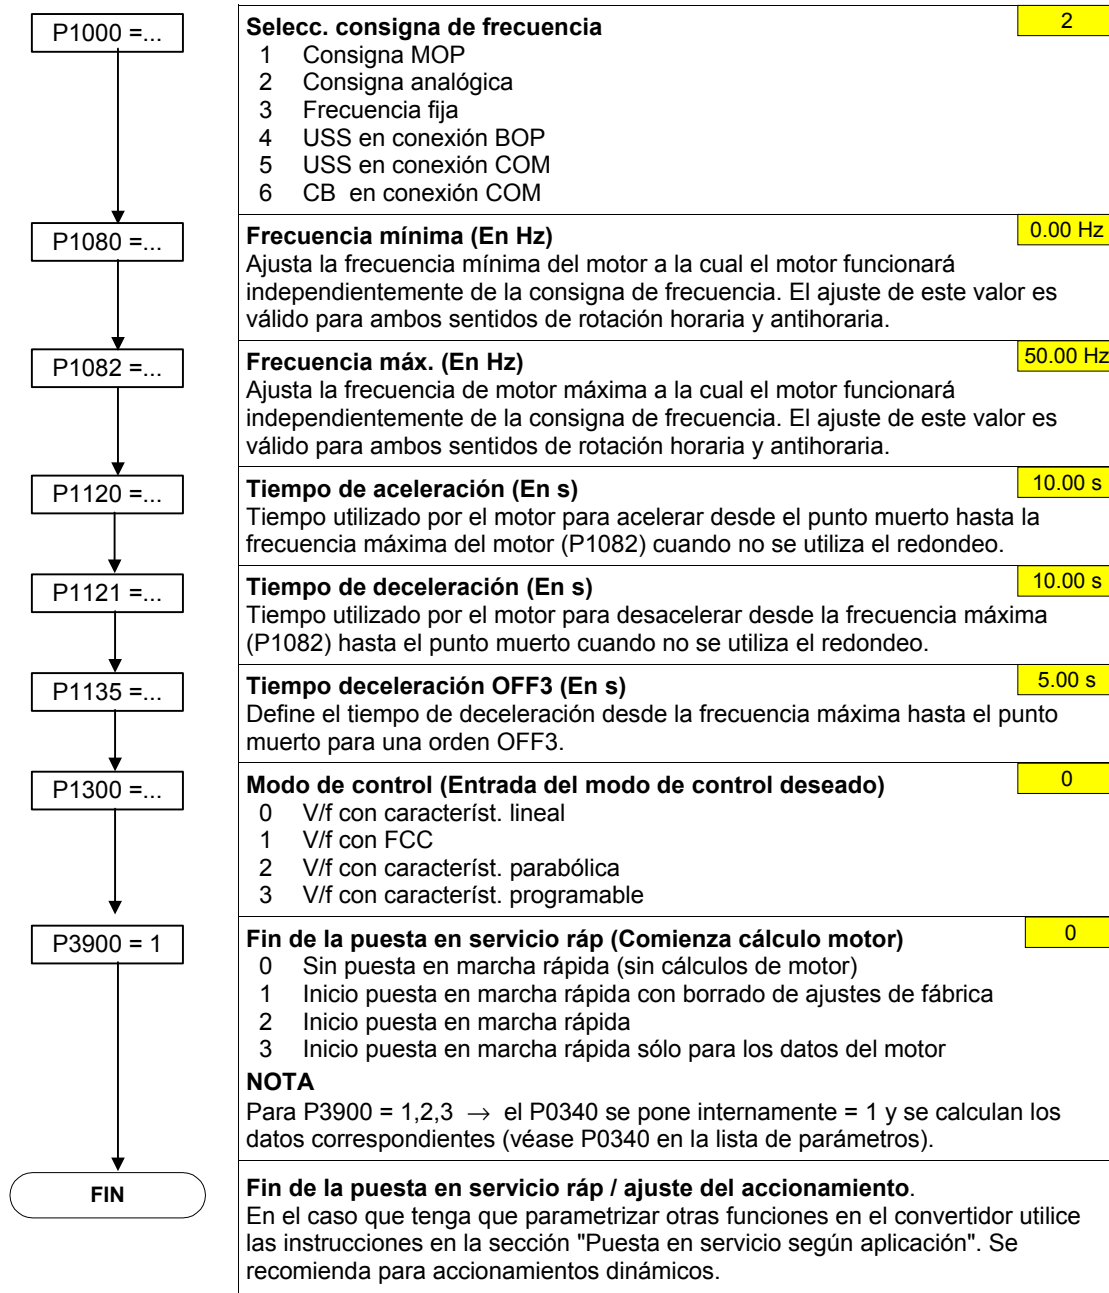 P1000 =...
Selecc. consigna de frecuencia
2
1 Consigna MOP
2 Consigna analógica
3 Frecuencia fija
4 USS en conexión BOP
5 USS en conexión COM
6 CB en conexión COM
P1080 =...
Frecuencia mínima (En Hz)
0.00 Hz
Ajusta la frecuencia mínima del motor a la cual el motor funcionará
independientemente de la consigna de frecuencia. El ajuste de este valor es
válido para ambos sentidos de rotación horaria y antihoraria.
P1082 =...
Frecuencia máx. (En Hz)
50.00 Hz
Ajusta la frecuencia de motor máxima a la cual el motor funcionará
independientemente de la consigna de frecuencia. El ajuste de este valor es
válido para ambos sentidos de rotación horaria y antihoraria.
P1120 =...
Tiempo de aceleración (En s)
10.00 s
Tiempo utilizado por el motor para acelerar desde el punto muerto hasta la
frecuencia máxima del motor (P1082) cuando no se utiliza el redondeo.
P1121 =...
Tiempo de deceleración (En s)
10.00 s
Tiempo utilizado por el motor para desacelerar desde la frecuencia máxima
(P1082) hasta el punto muerto cuando no se utiliza el redondeo.
P1135 =...
Tiempo deceleración OFF3 (En s)
5.00 s
Define el tiempo de deceleración desde la frecuencia máxima hasta el punto
muerto para una orden OFF3.
P1300 =...
Modo de control (Entrada del modo de control deseado)
0
0 V/f con característ. lineal
1 V/f con FCC
2 V/f con característ. parabólica
3 V/f con característ. programable
P3900 = 1
Fin de la puesta en servicio ráp (Comienza cálculo motor)
0
0 Sin puesta en marcha rápida (sin cálculos de motor)
1 Inicio puesta en marcha rápida con borrado de ajustes de fábrica
2 Inicio puesta en marcha rápida
3 Inicio puesta en marcha rápida sólo para los datos del motor
NOTA
Para P3900 = 1,2,3 → el P0340 se pone internamente = 1 y se calculan los
datos correspondientes (véase P0340 en la lista de parámetros).
FIN
Fin de la puesta en servicio ráp / ajuste del accionamiento.
En el caso que tenga que parametrizar otras funciones en el convertidor utilice
las instrucciones en la sección "Puesta en servicio según aplicación". Se
recomienda para accionamientos dinámicos.